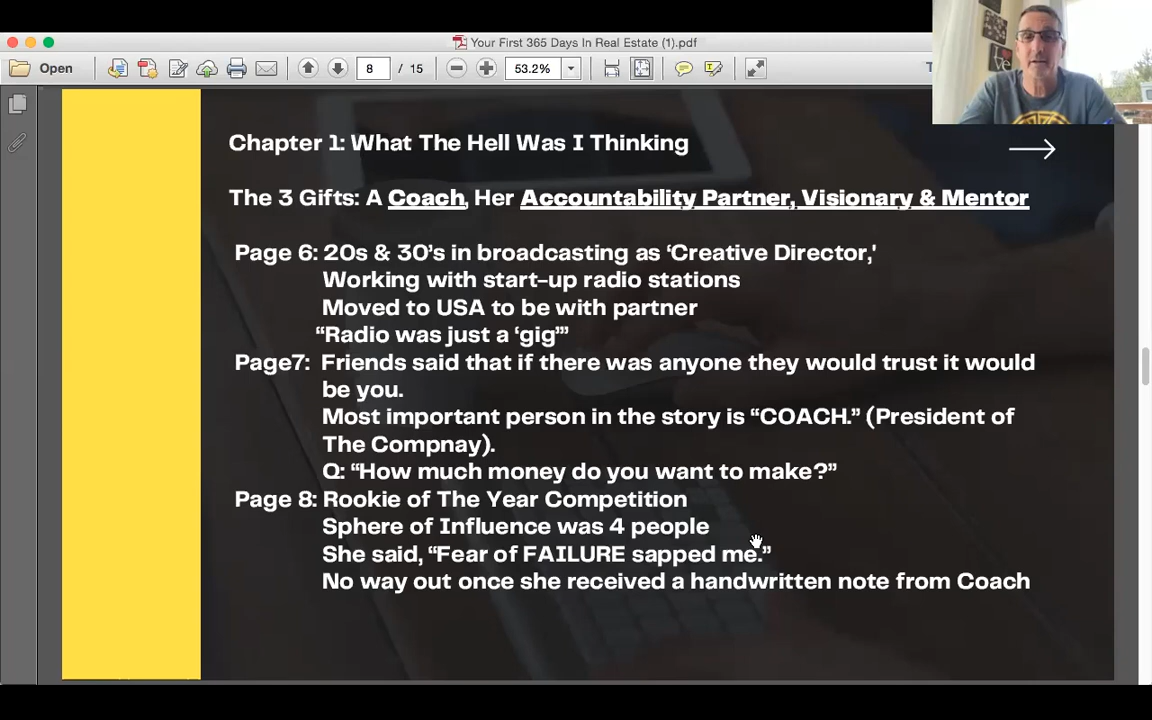 Your First 365 Days In Real Estate (1).pdf
Open
8
/ 15
53.2%
Chapter 1: What The Hell Was I Thinking
The 3 Gifts: A Coach, Her Accountability Partner, Visionary & Mentor
Page 6: 20s & 30's in broadcasting as ‘Creative Director,'
Working with start-up radio stations
Moved to USA to be with partner
“Radio was just a ‘gig’”
Page7: Friends said that if there was anyone they would trust it would
be you.
Most important person in the story is “COACH.” (President of
The Compnay).
Q: “How much money do you want to make?”
Page 8: Rookie of The Year Competition
Sphere of Influence was 4 people
She said, “Fear of FAILURE sapped me.”
No way out once she received a handwritten note from Coach